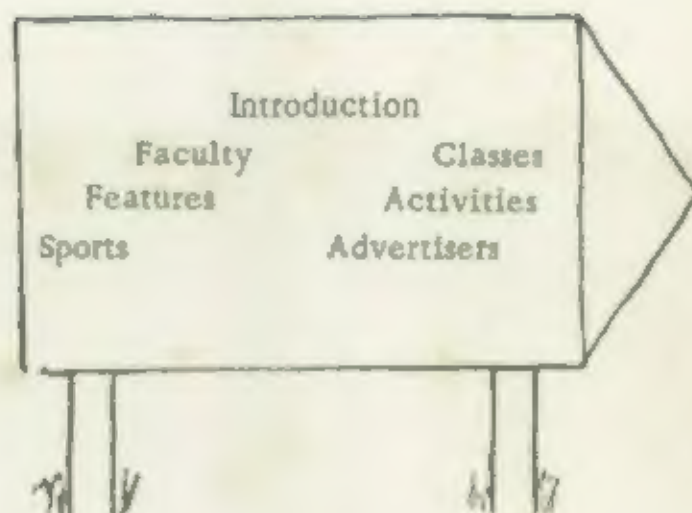 Introduction
Faculty Classes
Features Activities
Sports Advertisers